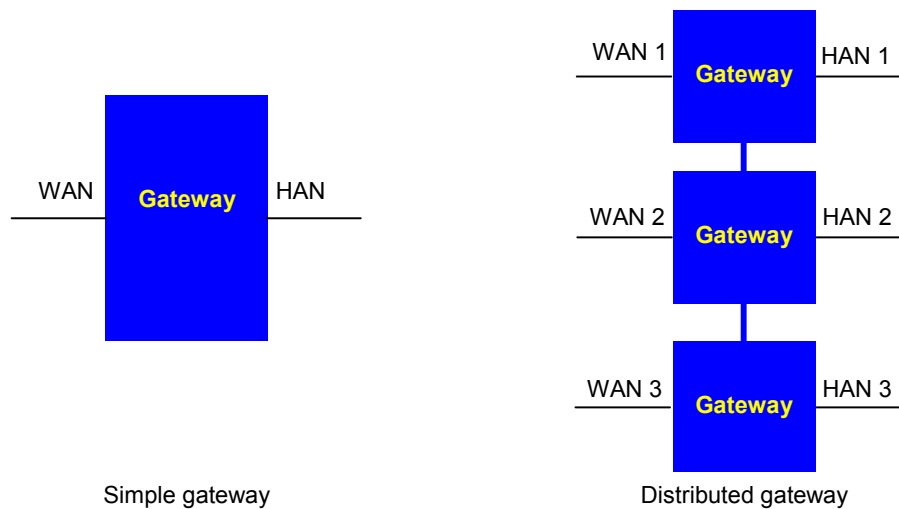 WAN
Gateway
HAN
Simple gateway
WAN 1
Gateway
HAN 1
WAN 2
Gateway
HAN 2
WAN 3
Gateway
HAN 3
Distributed gateway